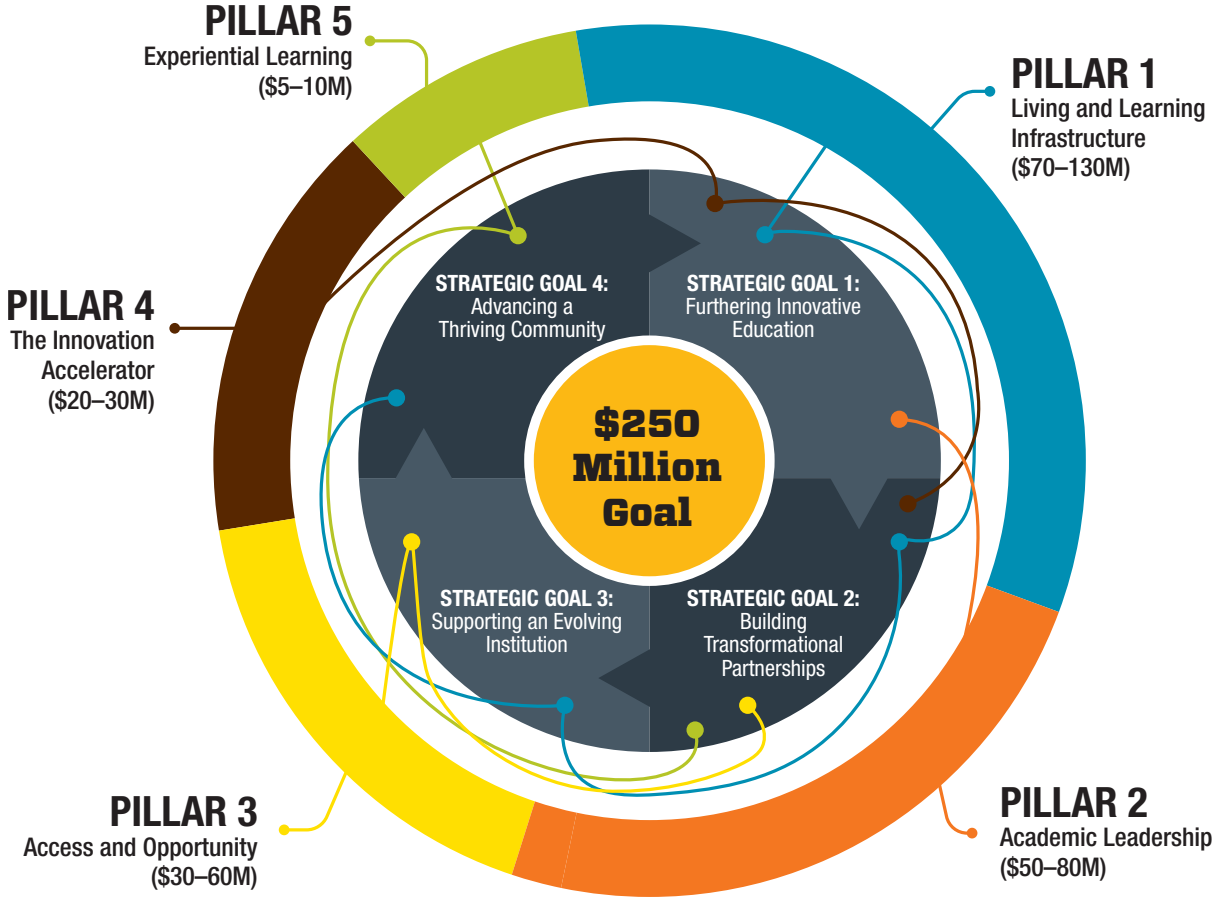 PILLAR 5
Experiential Learning
($5–10M)
PILLAR 1
Living and Learning
Infrastructure
($70–130M)
PILLAR 4
The Innovation
Accelerator
($20–30M)
STRATEGIC GOAL 4:
Advancing a
Thriving Community
STRATEGIC GOAL 1:
Furthering Innovative
Education
$250
Million
Goal
STRATEGIC GOAL 3:
Supporting an Evolving
Institution
STRATEGIC GOAL 2:
Building
Transformational
Partnerships
PILLAR 3
Access and Opportunity
($30–60M)
PILLAR 2
Academic Leadership
($50–80M)